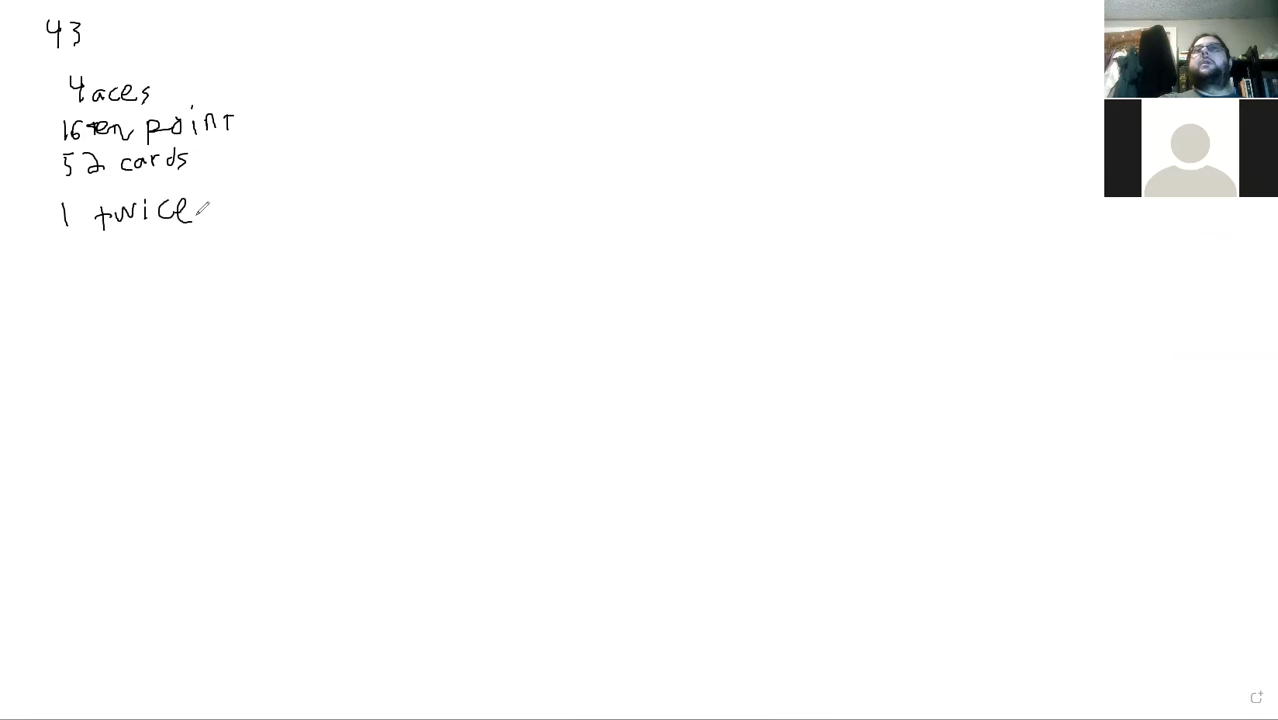 43
4 aces
16 ten point
52 cards
1 twice